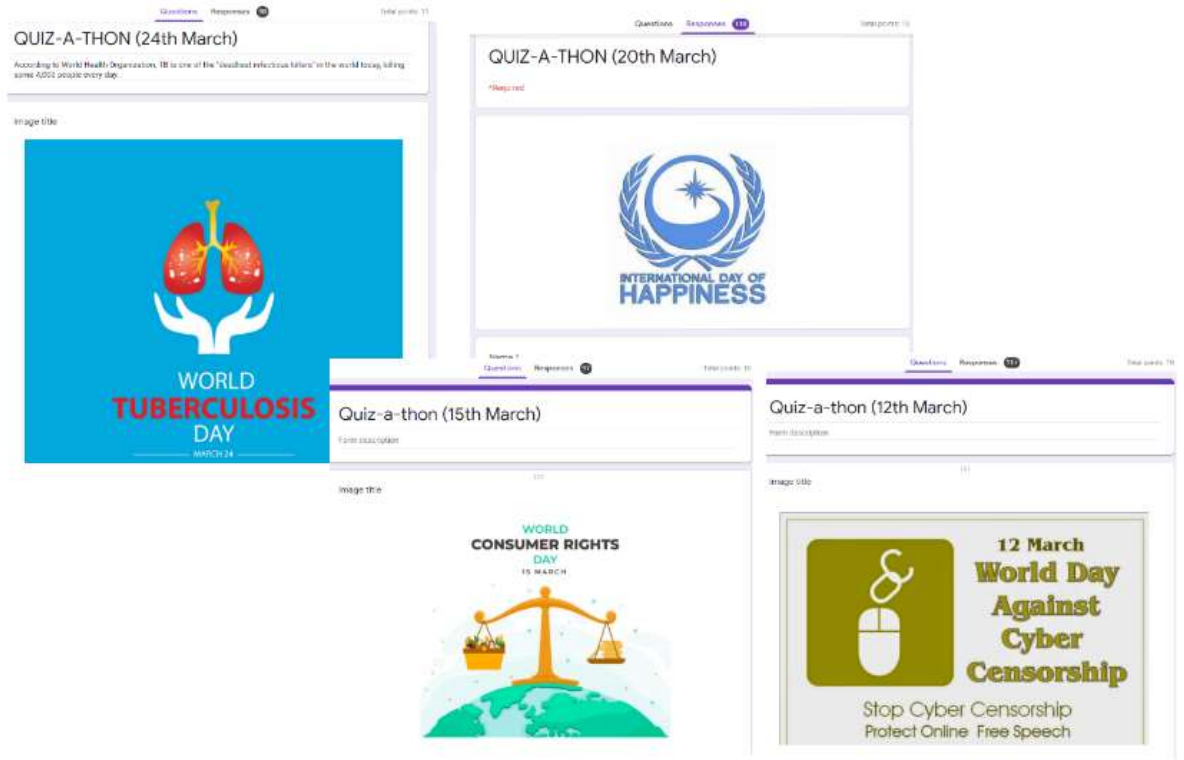 Questions Responses
QUIZ-A-THON (24th March)
According to World Health Organization, TB is one of the "deadliest infectious killers" in the world today, killing
some 4,000 people every day.
Image title
WORLD
TUBERCULOSIS
DAY
MARCH 24
Questions Responses
QUIZ-A-THON (20th March)
*Required
INTERNATIONAL DAY OF
HAPPINESS
Name *
Questions Responses
Quiz-a-thon (15th March)
Form description
Image title
WORLD
CONSUMER RIGHTS
DAY
15 MARCH
Questions Responses
Quiz-a-thon (12th March)
Form description
Image title
12 March
World Day
Against
Cyber
Censorship
Stop Cyber Censorship
Protect Online Free Speech